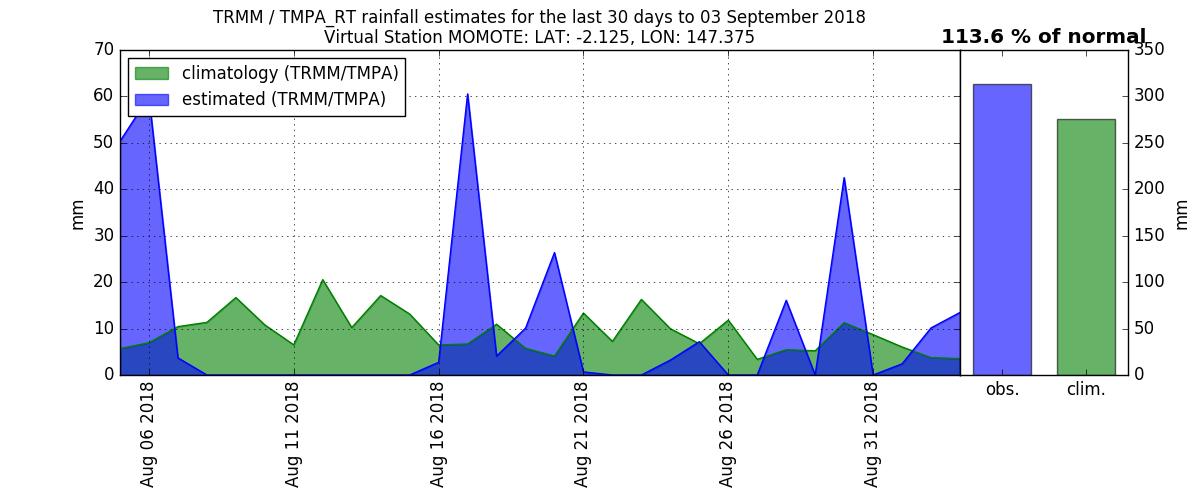 TRMM / TMPA_RT rainfall estimates for the last 30 days to 03 September 2018
Virtual Station MOMOTE: LAT: -2.125, LON: 147.375
113.6 % of normal
climatology (TRMM/TMPA)
estimated (TRMM/TMPA)
70
60
50
40
30
20
10
0
mm
Aug 06 2018
Aug 11 2018
Aug 16 2018
Aug 21 2018
Aug 26 2018
Aug 31 2018
obs.
clim.
350
300
250
200
150
100
50
0
mm